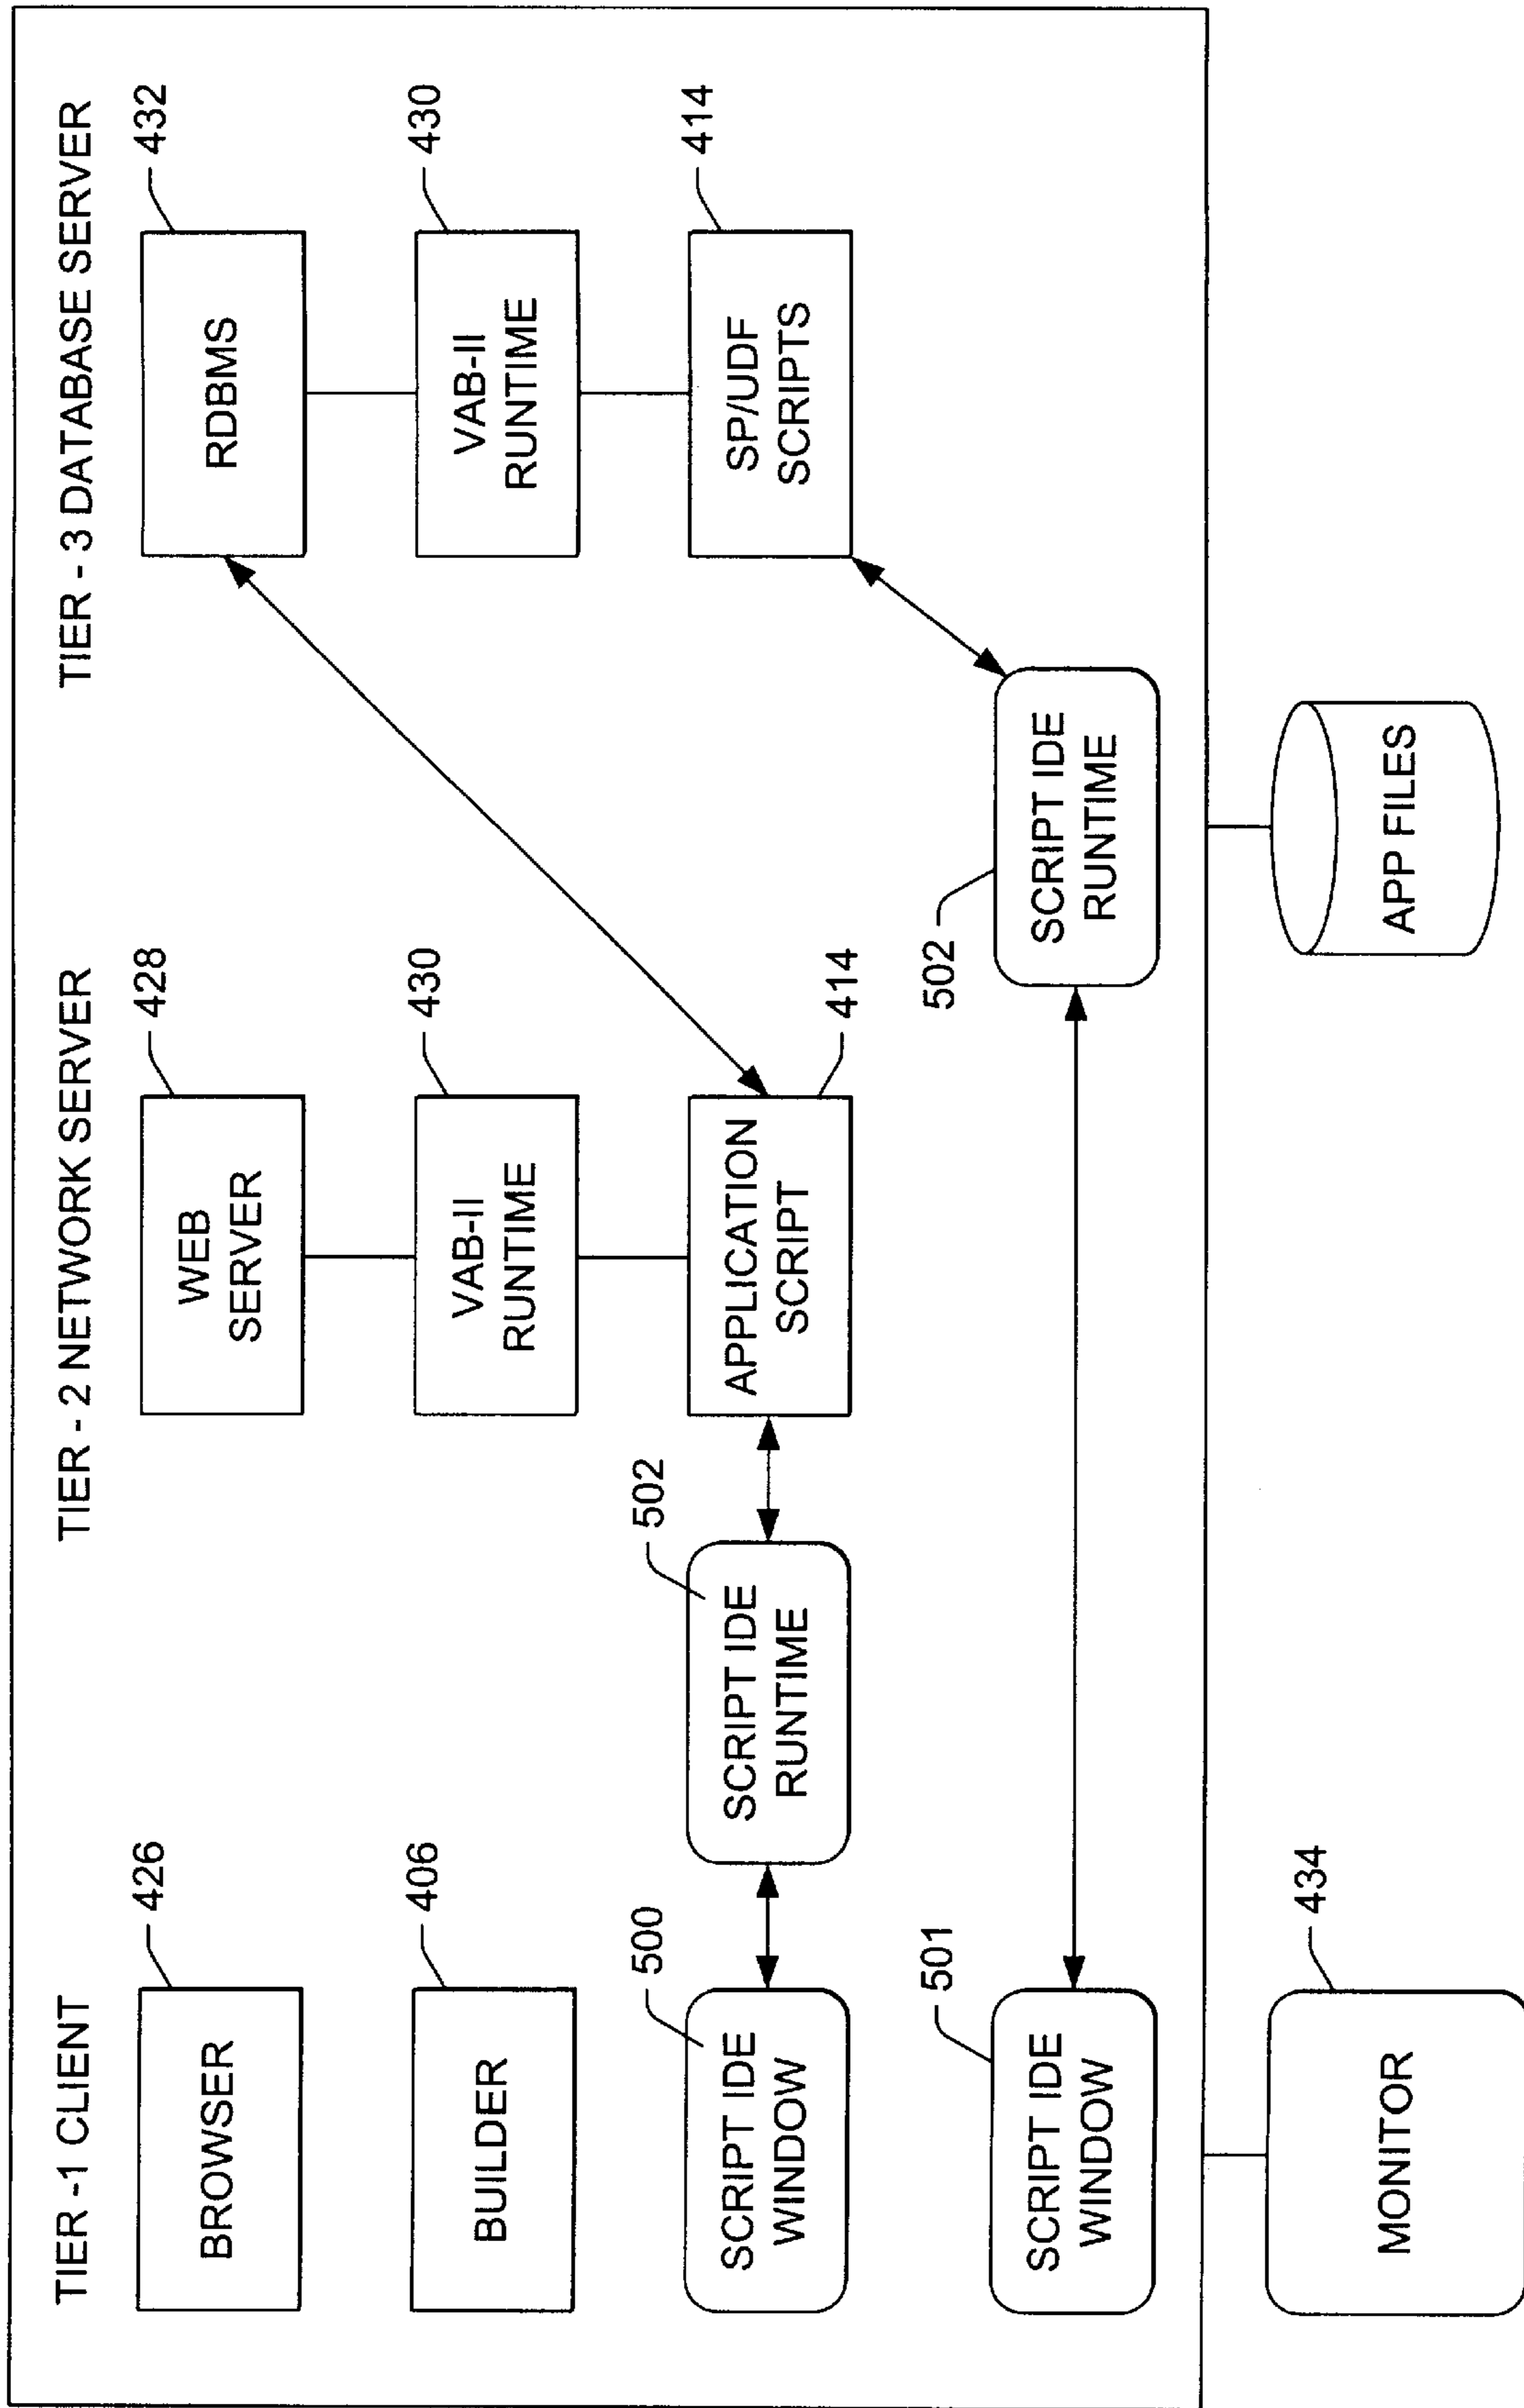 TIER -1 CLIENT
TIER - 2 NETWORK SERVER
TIER - 3 DATABASE SERVER
426
BROWSER
428
WEB
SERVER
432
RDBMS
406
BUILDER
430
VAB-II
RUNTIME
430
VAB-II
RUNTIME
500
SCRIPT IDE
WINDOW
502
SCRIPT IDE
RUNTIME
414
APPLICATION
SCRIPT
414
SP/UDF
SCRIPTS
501
SCRIPT IDE
WINDOW
502
SCRIPT IDE
RUNTIME
434
MONITOR
APP FILES